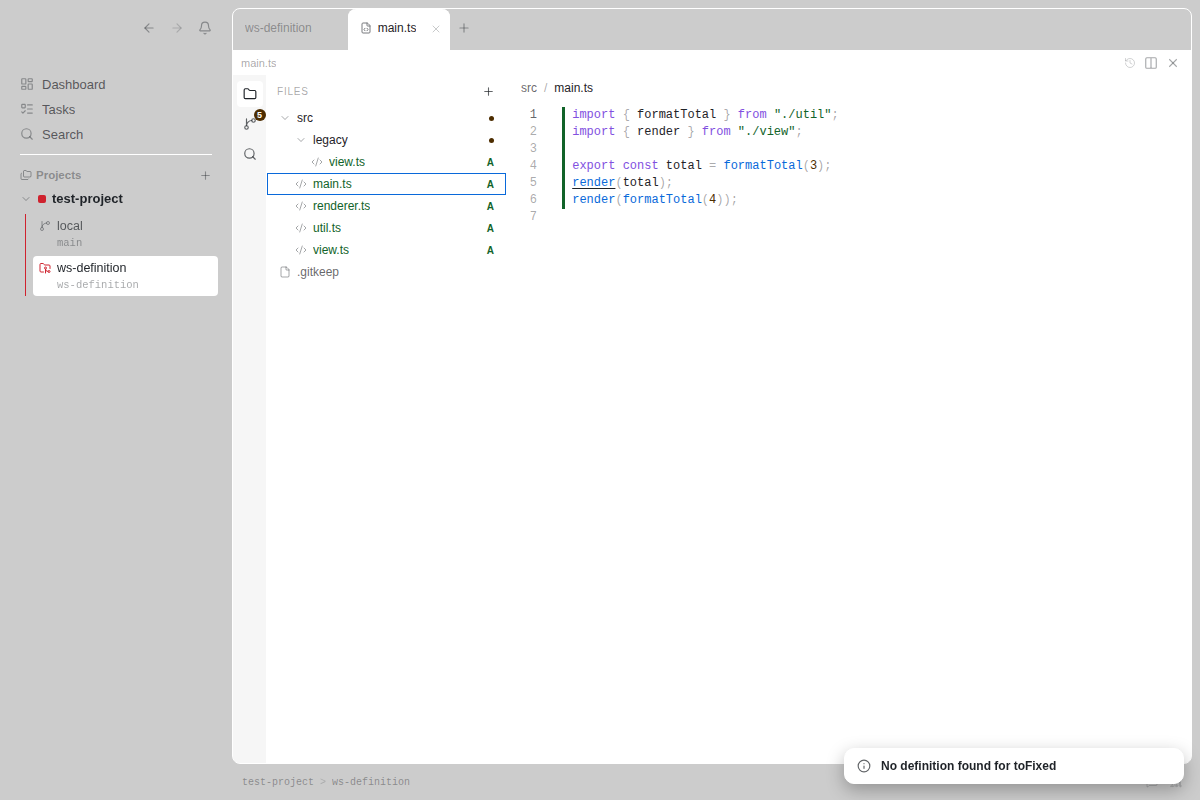 ws-definition
main.ts
main.ts
Dashboard
Tasks
Search
Projects
test-project
local
main
ws-definition
ws-definition
FILES
5
src
legacy
view.ts A
main.ts A
renderer.ts A
util.ts A
view.ts A
.gitkeep
src / main.ts
1 import { formatTotal } from "./util";
2 import { render } from "./view";
3
4 export const total = formatTotal(3);
5 render(total);
6 render(formatTotal(4));
7
No definition found for toFixed
test-project > ws-definition